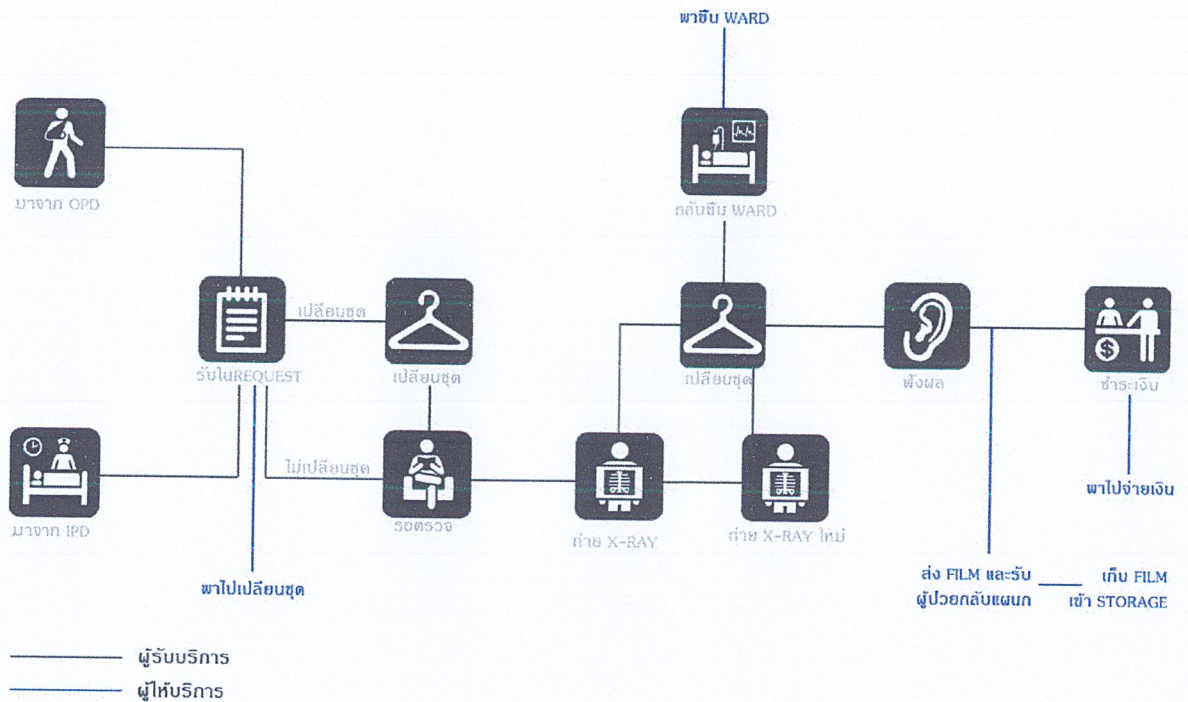 พาขึ้น WARD
มาจาก OPD
กลับขึ้น WARD
เปลี่ยนชุด
รับใบREQUEST
เปลี่ยนชุด
เปลี่ยนชุด
ฟังผล
ชำระเงิน
$
มาจาก IPD
ไม่เปลี่ยนชุด
รอตรวจ
ถ่าย X-RAY
ถ่าย X-RAY ใหม่
พาไปจ่ายเงิน
พาไปเปลี่ยนชุด
ส่ง FILM และรับ
ผู้ป่วยกลับแผนก
เก็บ FILM
เข้า STORAGE
ผู้รับบริการ
ผู้ให้บริการ